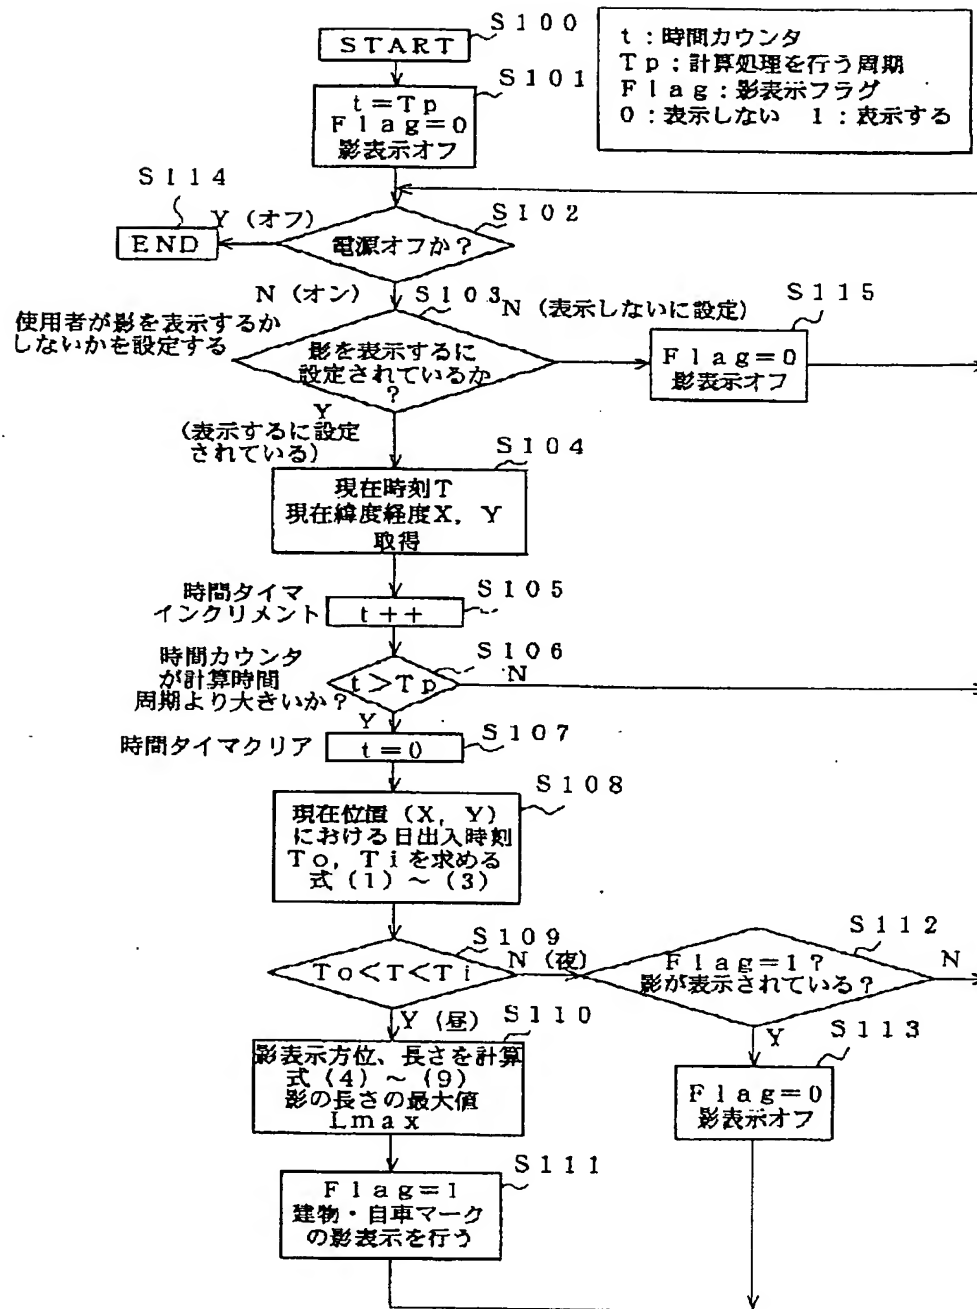 S100
START
t：時間カウンタ
Tp：計算処理を行う周期
Flag：影表示フラグ
0：表示しない 1：表示する
S101
t=Tp
Flag=0
影表示オフ
S114
Y（オフ）
END
S102
電源オフか？
N（オン）
S103
N（表示しないに設定）
S115
使用者が影を表示するか
しないかを設定する
影を表示するに
設定されているか
？
Flag=0
影表示オフ
Y
（表示するに設定
されている）
S104
現在時刻T
現在緯度経度X，Y
取得
時間タイマ
インクリメント
S105
t++
時間カウンタ
が計算時間
周期より大きいか？
S106
t>Tp
N
Y
時間タイマクリア
S107
t=0
S108
現在位置（X，Y）
における日出入時刻
To，Tiを求める
式（1）～（3）
S109
To<T<Ti
N（夜）
S112
Flag=1？
影が表示されている？
N
Y（昼）
S110
影表示方位、長さを計算
式（4）～（9）
影の長さの最大値
Lmax
Y
S113
Flag=0
影表示オフ
S111
Flag=1
建物・自車マーク
の影表示を行う